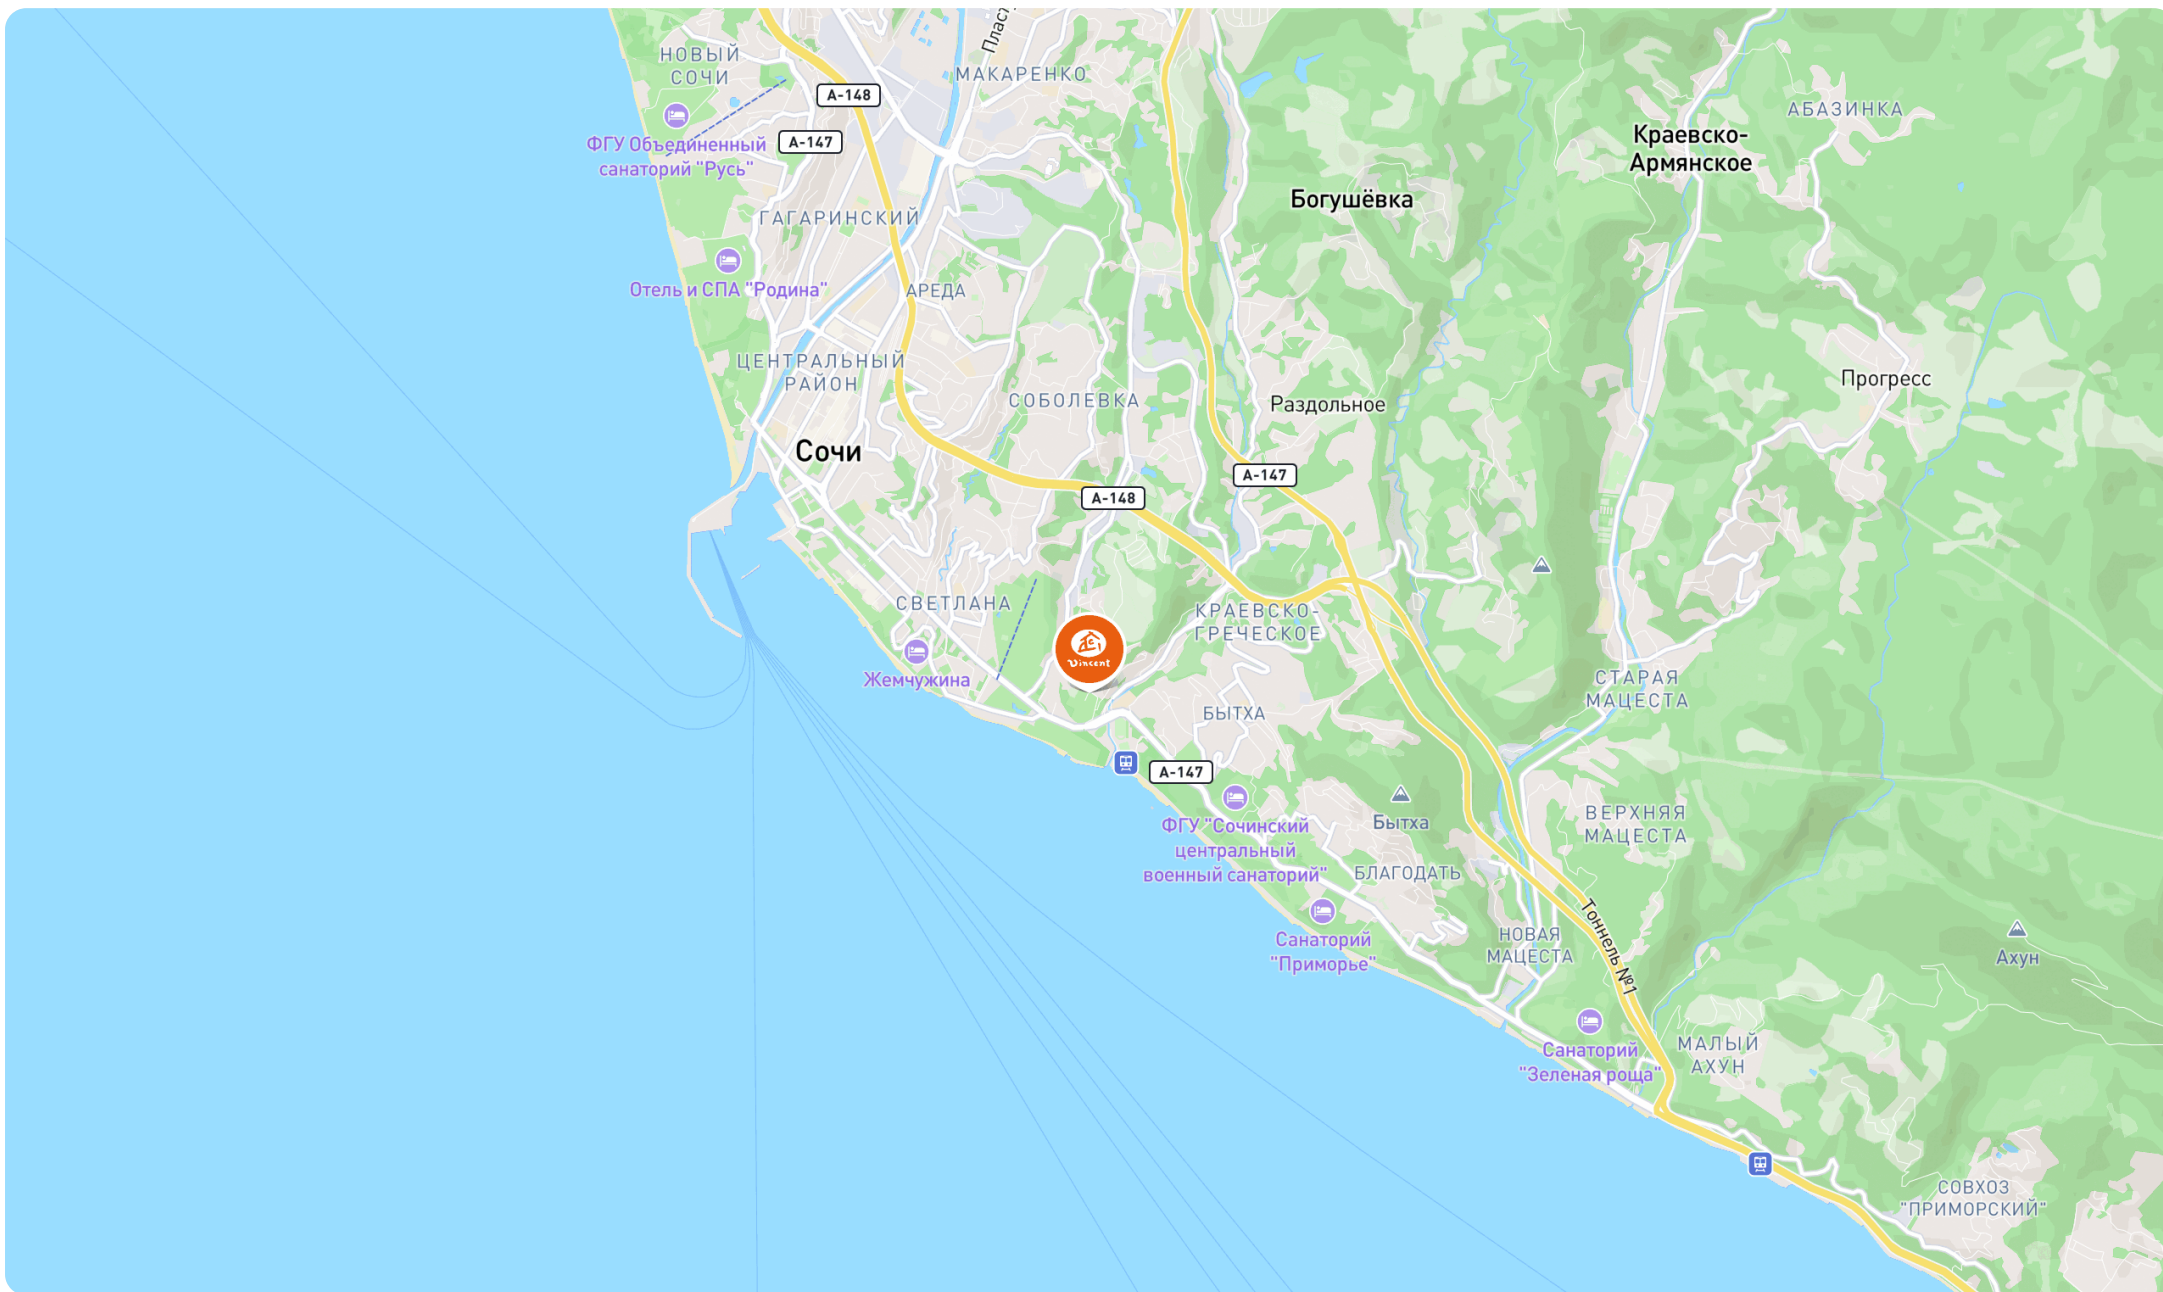 Пласт
НОВЫЙ
СОЧИ
МАКАРЕНКО
А-148
АБАЗИНКА
Краевско-
Армянское
А-147
ФГУ Объединенный
санаторий "Русь"
Богушёвка
ГАГАРИНСКИЙ
Отель и СПА "Родина"
АРЕДА
ЦЕНТРАЛЬНЫЙ
РАЙОН
Прогресс
СОБОЛЕВКА
Раздольное
Сочи
А-147
А-148
СВЕТЛАНА
КРАЕВСКО-
ГРЕЧЕСКОЕ
Vincent
Жемчужина
СТАРАЯ
МАЦЕСТА
БЫТХА
А-147
ФГУ "Сочинский
центральный
военный санаторий"
Бытха
ВЕРХНЯЯ
МАЦЕСТА
БЛАГОДАТЬ
Тоннель №1
Санаторий
"Приморье"
НОВАЯ
МАЦЕСТА
Ахун
Санаторий
"Зеленая роща"
МАЛЫЙ
АХУН
СОВХОЗ
"ПРИМОРСКИЙ"